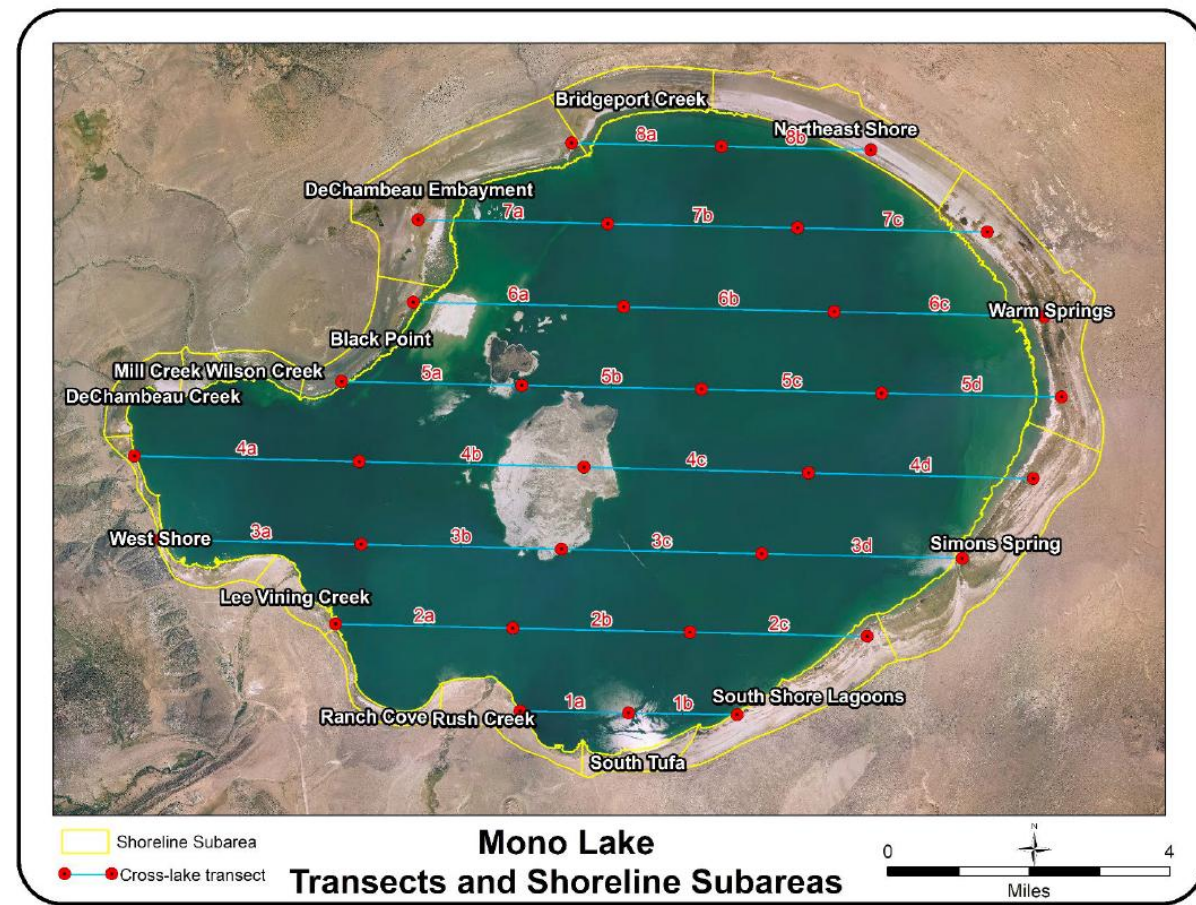 Bridgeport Creek
8a
Northeast Shore
8b
DeChambeau Embayment
7a
7b
7c
6a
6b
6c
Warm Springs
Black Point
Mill Creek Wilson Creek
5a
5b
5c
5d
DeChambeau Creek
4a
4b
4c
4d
West Shore
3a
3b
3c
3d
Simons Spring
Lee Vining Creek
2a
2b
2c
Ranch Cove Rush Creek
1a
1b
South Shore Lagoons
South Tufa
Shoreline Subarea
Cross-lake transect
Mono Lake
Transects and Shoreline Subareas
N
0
4
Miles